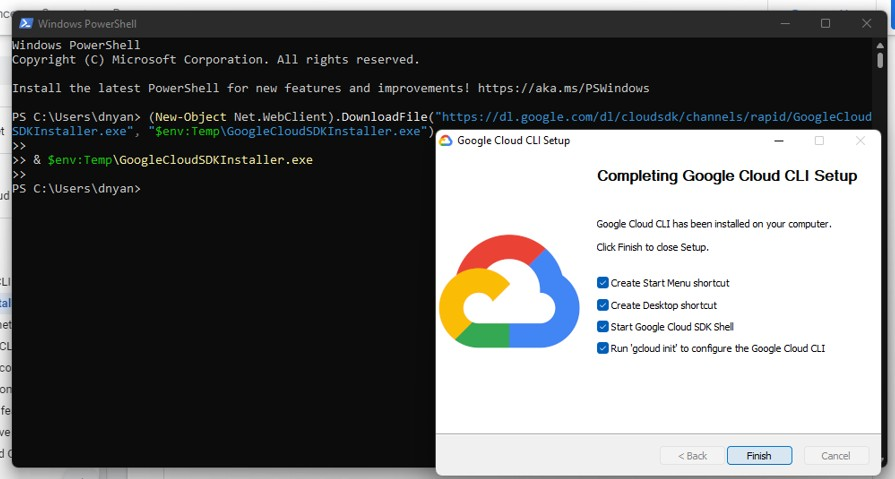 Windows PowerShell
Windows PowerShell
Copyright (C) Microsoft Corporation. All rights reserved.
Install the latest PowerShell for new features and improvements! https://aka.ms/PSWindows
PS C:\Users\dnyan> (New-Object Net.WebClient).DownloadFile("https://dl.google.com/dl/cloudsdk/channels/rapid/GoogleCloud
SDKInstaller.exe", "$env:Temp\GoogleCloudSDKInstaller.exe")
>>
>> & $env:Temp\GoogleCloudSDKInstaller.exe
>>
PS C:\Users\dnyan>
Google Cloud CLI Setup
Completing Google Cloud CLI Setup
Google Cloud CLI has been installed on your computer.
Click Finish to close Setup.
Create Start Menu shortcut
Create Desktop shortcut
Start Google Cloud SDK Shell
Run 'gcloud init' to configure the Google Cloud CLI
< Back
Finish
Cancel